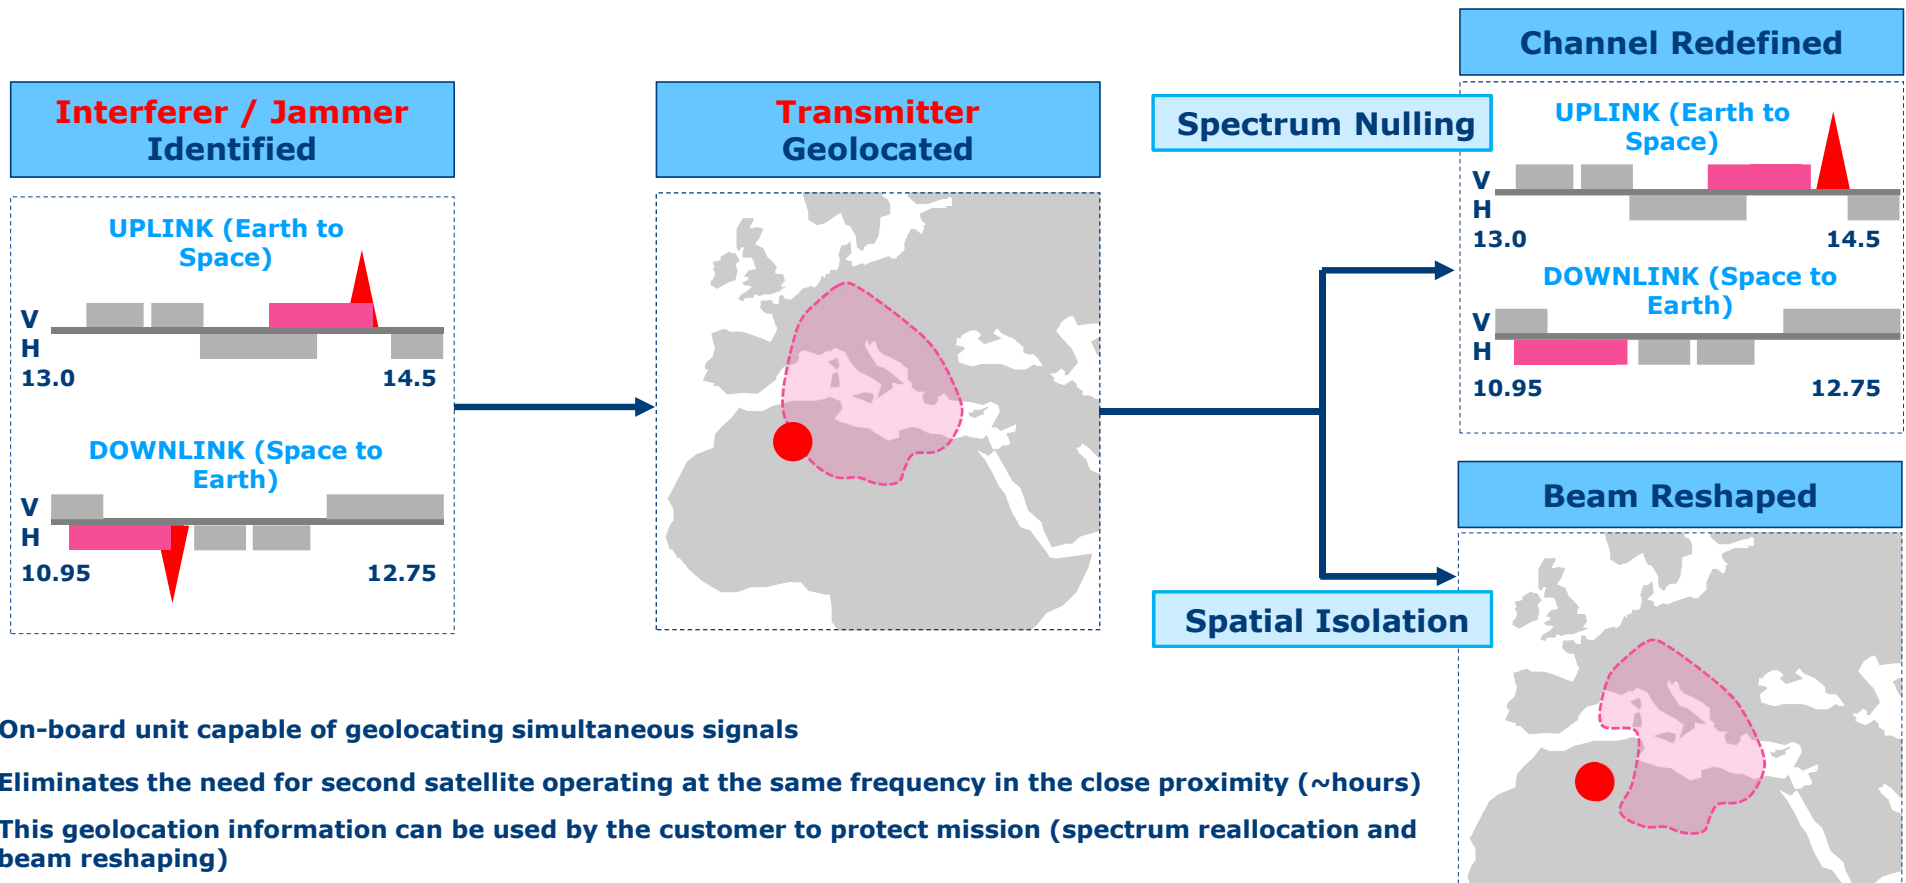 Interferer / Jammer
Identified
UPLINK (Earth to
Space)
V
H
13.0
14.5
DOWNLINK (Space to
Earth)
V
H
10.95
12.75
Transmitter
Geolocated
Spectrum Nulling
Spatial Isolation
Channel Redefined
UPLINK (Earth to
Space)
V
H
13.0
14.5
DOWNLINK (Space to
Earth)
V
H
10.95
12.75
Beam Reshaped
On-board unit capable of geolocating simultaneous signals
Eliminates the need for second satellite operating at the same frequency in the close proximity (~hours)
This geolocation information can be used by the customer to protect mission (spectrum reallocation and
beam reshaping)